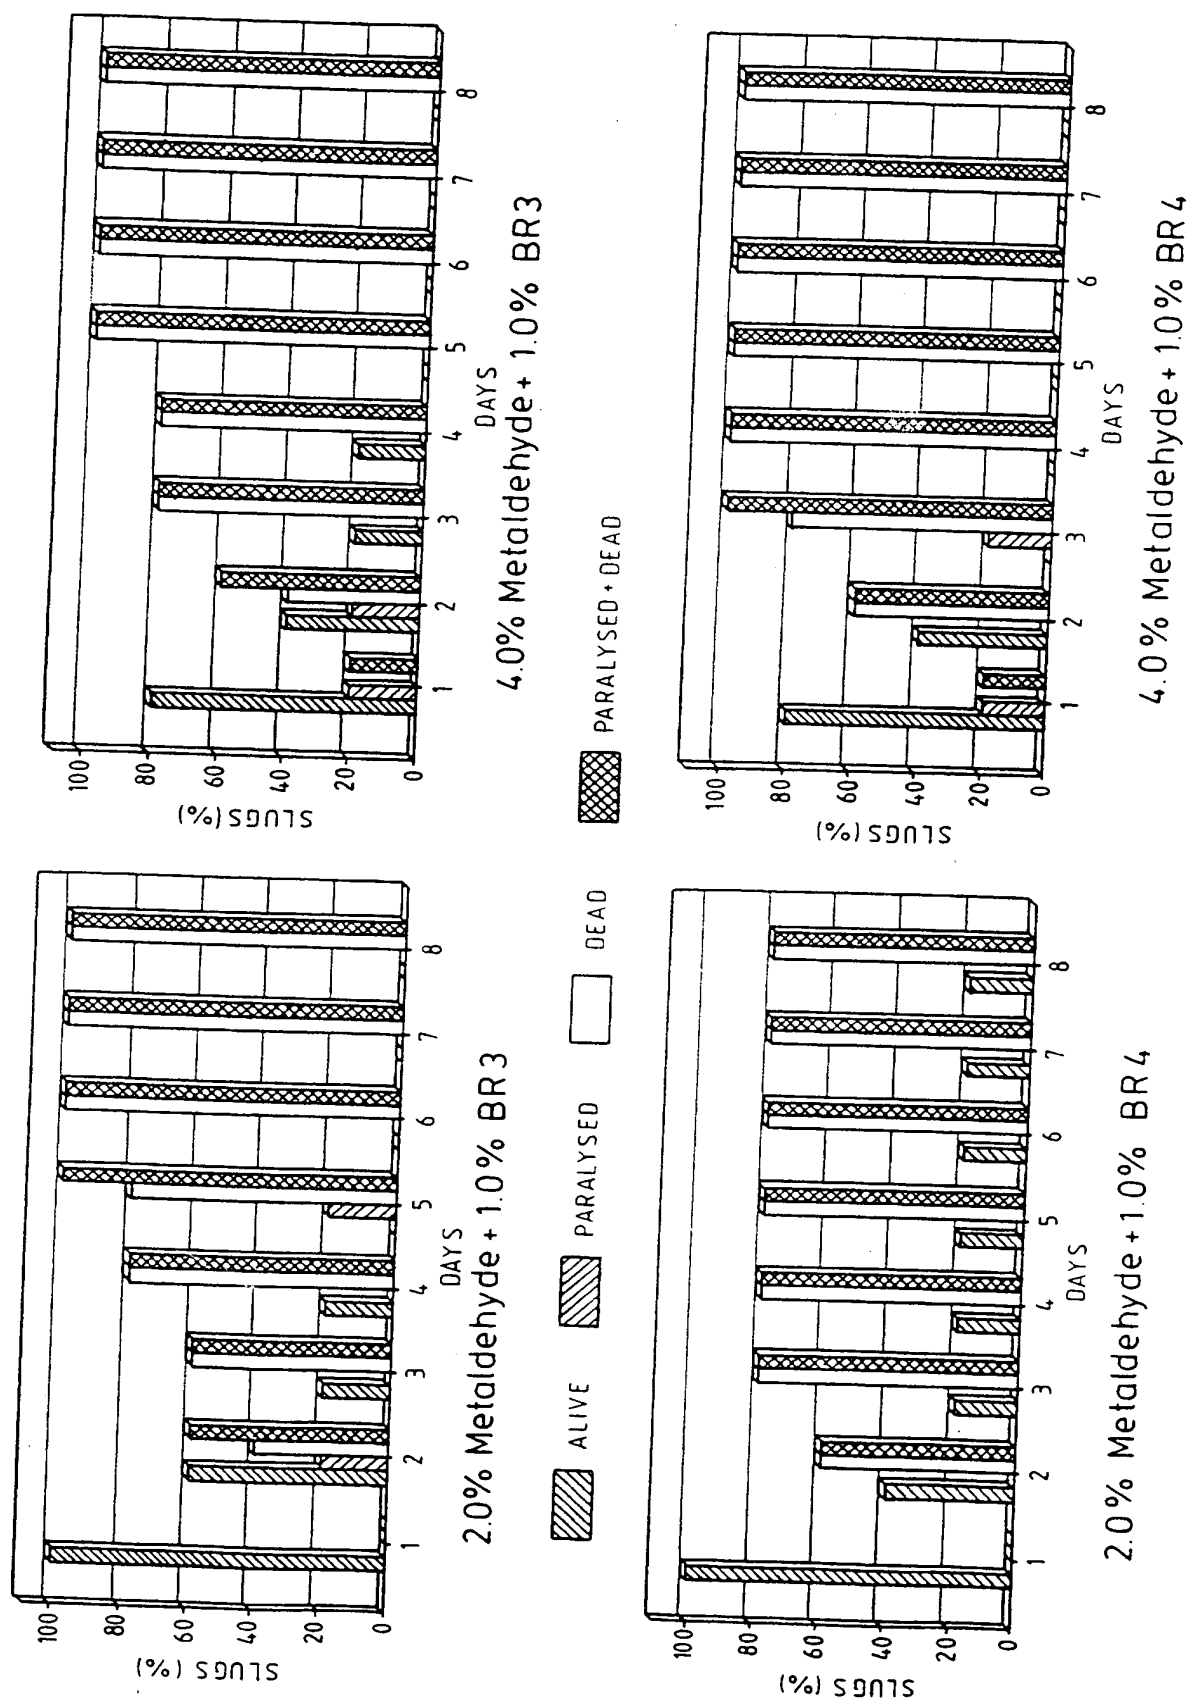 SLUGS (%)
100
80
60
40
20
0
1 2 3 4 5 6 7 8
DAYS
2.0% Metaldehyde + 1.0% BR3
SLUGS (%)
100
80
60
40
20
0
1 2 3 4 5 6 7 8
DAYS
4.0% Metaldehyde + 1.0% BR3
ALIVE PARALYSED DEAD PARALYSED + DEAD
SLUGS (%)
100
80
60
40
20
0
1 2 3 4 5 6 7 8
DAYS
2.0% Metaldehyde + 1.0% BR4
SLUGS (%)
100
80
60
40
20
0
1 2 3 4 5 6 7 8
DAYS
4.0% Metaldehyde + 1.0% BR4